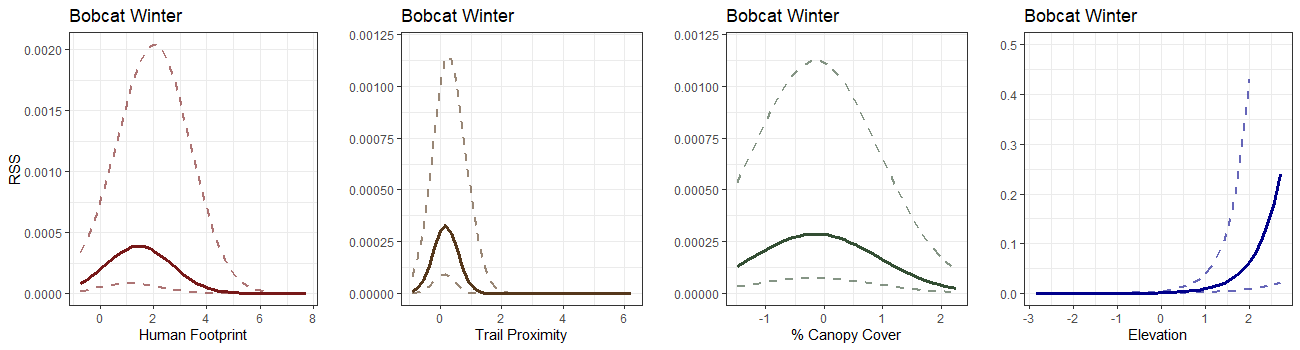 Bobcat Winter
RSS
0.0020
0.0015
0.0010
0.0005
0.0000
0 2 4 6 8
Human Footprint
Bobcat Winter
0.00125
0.00100
0.00075
0.00050
0.00025
0.00000
0 2 4 6
Trail Proximity
Bobcat Winter
0.00125
0.00100
0.00075
0.00050
0.00025
0.00000
-1 0 1 2
% Canopy Cover
Bobcat Winter
0.5
0.4
0.3
0.2
0.1
0.0
-3 -2 -1 0 1 2
Elevation